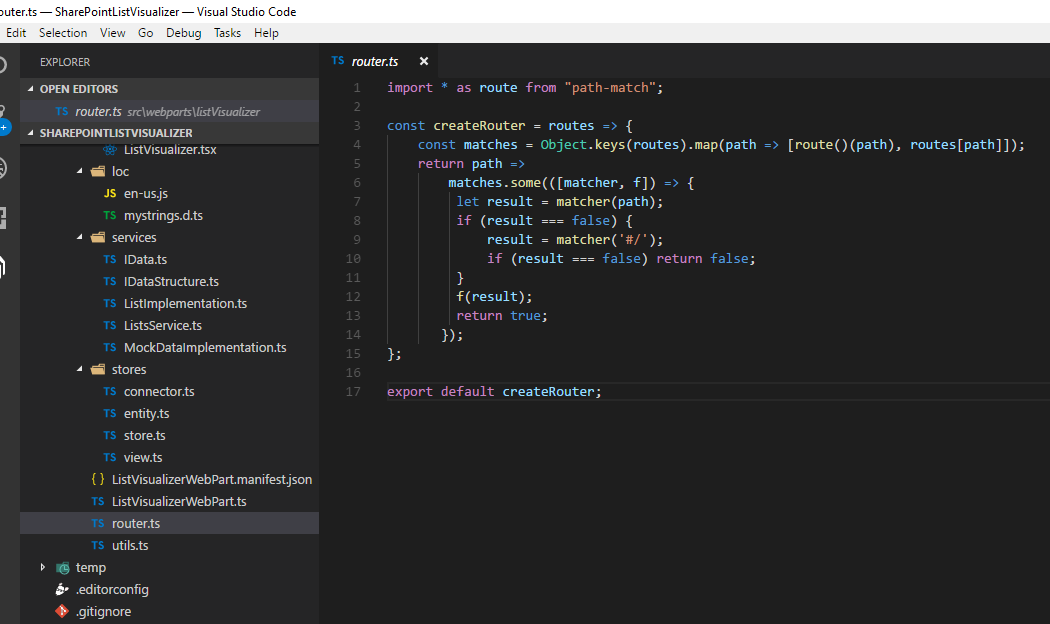 outer.ts — SharePointListVisualizer — Visual Studio Code
Edit Selection View Go Debug Tasks Help
EXPLORER
OPEN EDITORS
TS router.ts src\webparts\listVisualizer
SHAREPOINTLISTVISUALIZER
ListVisualizer.tsx
loc
JS en-us.js
TS mystrings.d.ts
services
TS IData.ts
TS IDataStructure.ts
TS ListImplementation.ts
TS ListsService.ts
TS MockDataImplementation.ts
stores
TS connector.ts
TS entity.ts
TS store.ts
TS view.ts
{ } ListVisualizerWebPart.manifest.json
TS ListVisualizerWebPart.ts
TS router.ts
TS utils.ts
temp
.editorconfig
.gitignore
TS router.ts ×
1 import * as route from "path-match";
2
3 const createRouter = routes => {
4 const matches = Object.keys(routes).map(path => [route()(path), routes[path]]);
5 return path =>
6 matches.some(([matcher, f]) => {
7 let result = matcher(path);
8 if (result === false) {
9 result = matcher('#/');
10 if (result === false) return false;
11 }
12 f(result);
13 return true;
14 });
15 };
16
17 export default createRouter;